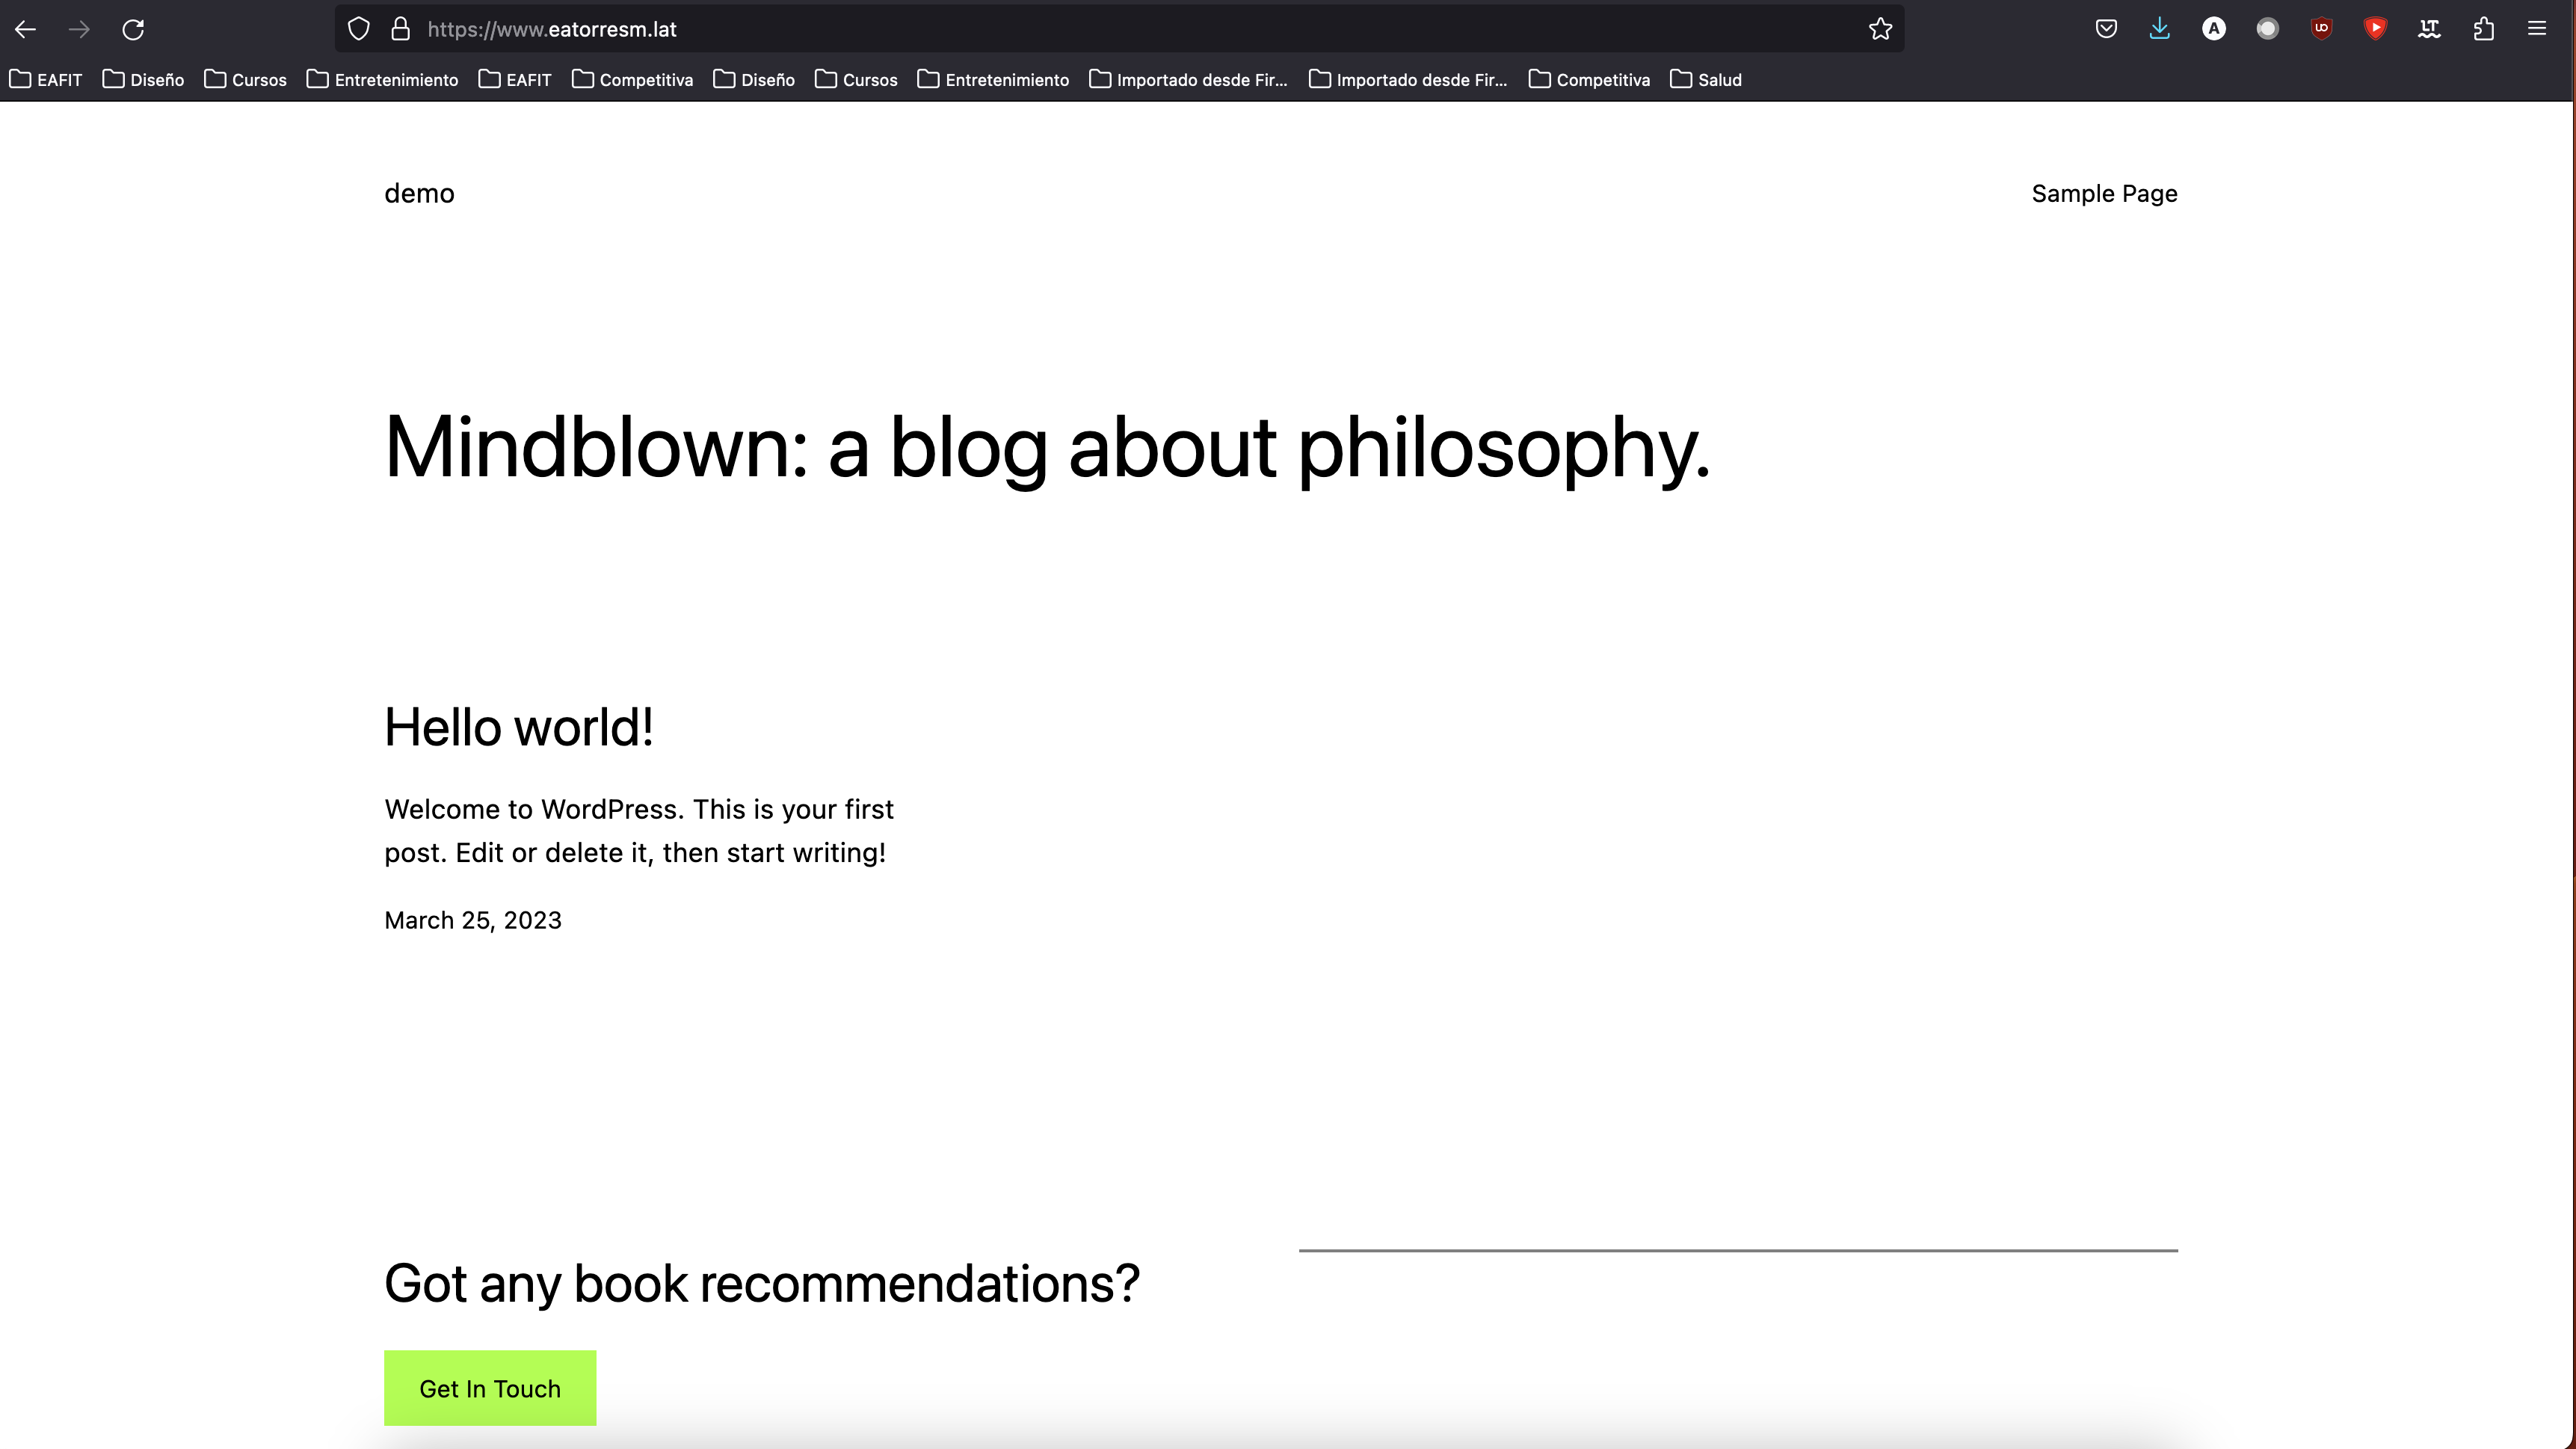 https://www.eatorresm.lat
EAFIT Diseño Cursos Entretenimiento EAFIT Competitiva Diseño Cursos Entretenimiento Importado desde Fir... Importado desde Fir... Competitiva Salud
demo Sample Page
Mindblown: a blog about philosophy.
Hello world!
Welcome to WordPress. This is your first
post. Edit or delete it, then start writing!
March 25, 2023
Got any book recommendations?
Get In Touch